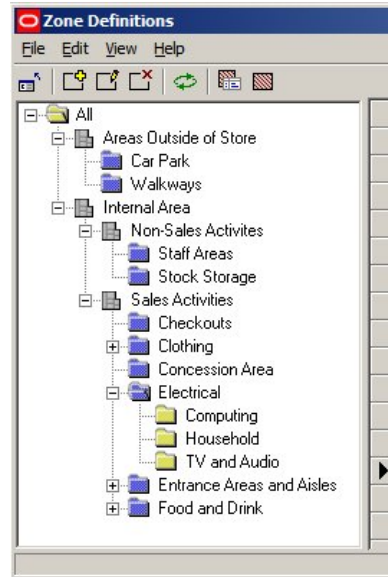 Zone Definitions
File Edit View Help
All
Areas Outside of Store
Car Park
Walkways
Internal Area
Non-Sales Activites
Staff Areas
Stock Storage
Sales Activities
Checkouts
Clothing
Concession Area
Electrical
Computing
Household
TV and Audio
Entrance Areas and Aisles
Food and Drink